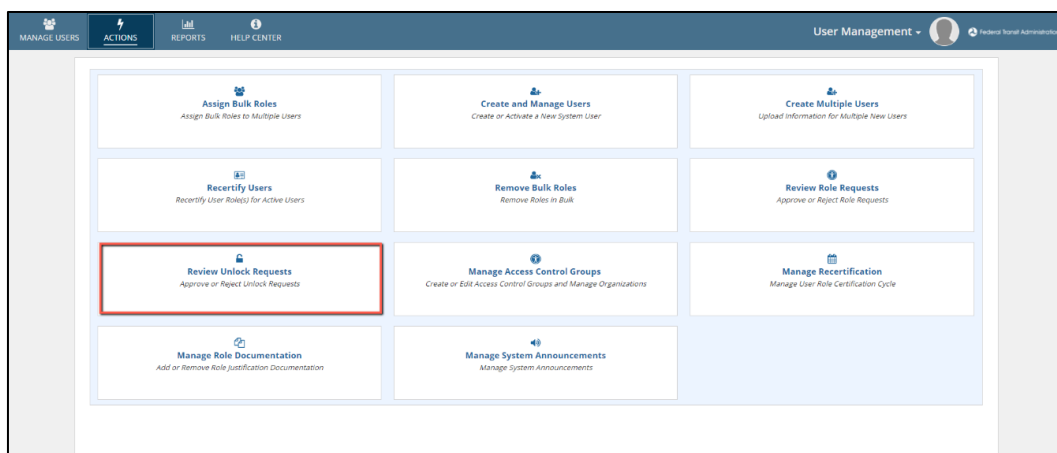 MANAGE USERS
ACTIONS
REPORTS
HELP CENTER
User Management
Federal Transit Administration
Assign Bulk Roles
Assign Bulk Roles to Multiple Users
Create and Manage Users
Create or Activate a New System User
Create Multiple Users
Upload Information for Multiple New Users
Recertify Users
Recertify User Role(s) for Active Users
Remove Bulk Roles
Remove Roles in Bulk
Review Role Requests
Approve or Reject Role Requests
Review Unlock Requests
Approve or Reject Unlock Requests
Manage Access Control Groups
Create or Edit Access Control Groups and Manage Organizations
Manage Recertification
Manage User Role Certification Cycle
Manage Role Documentation
Add or Remove Role Justification Documentation
Manage System Announcements
Manage System Announcements